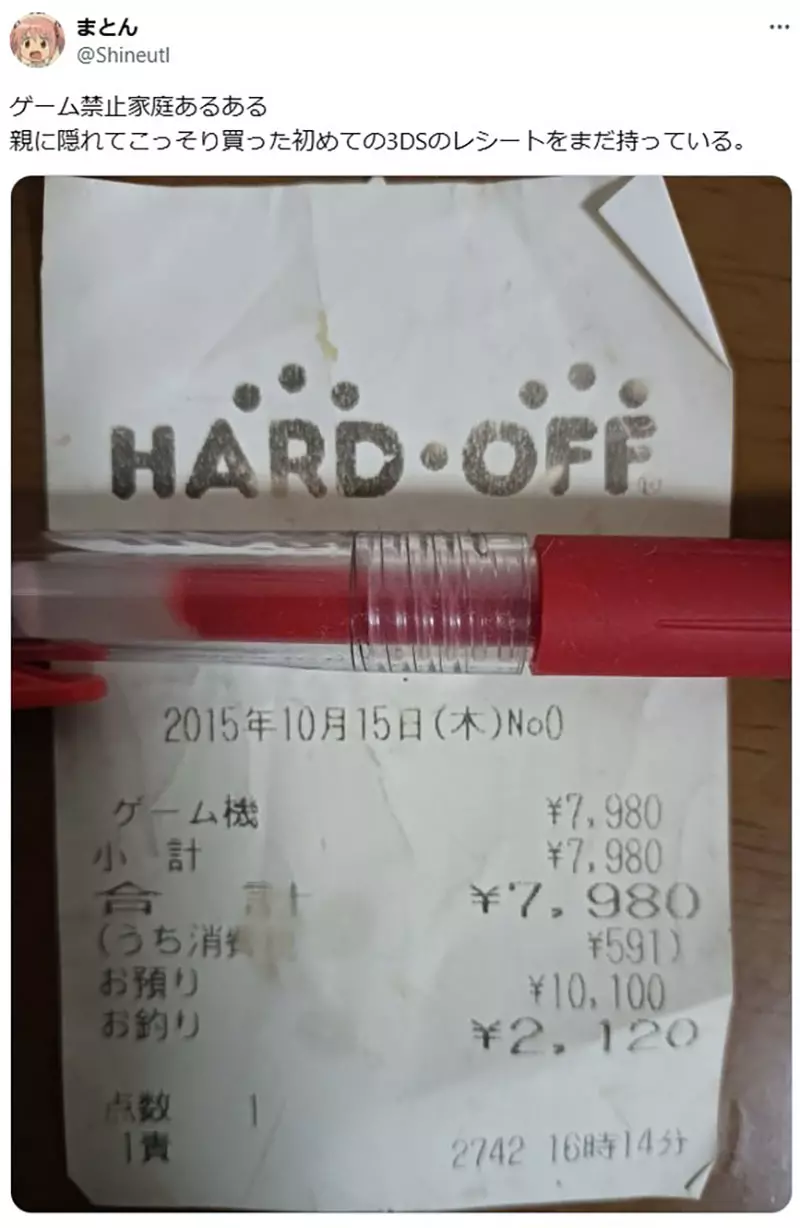 まとん
@Shineutl
ゲーム禁止家庭あるある
親に隠れてこっそり買った初めての3DSのレシートをまだ持っている。
HARD・OFF
2015年10月15日(木)No0
ゲーム機 ¥7,980
小 計 ¥7,980
合 計 ¥7,980
(うち消費 ¥591)
お預り ¥10,100
お釣り ¥2,120
点数 1
1責 2742 16時14分